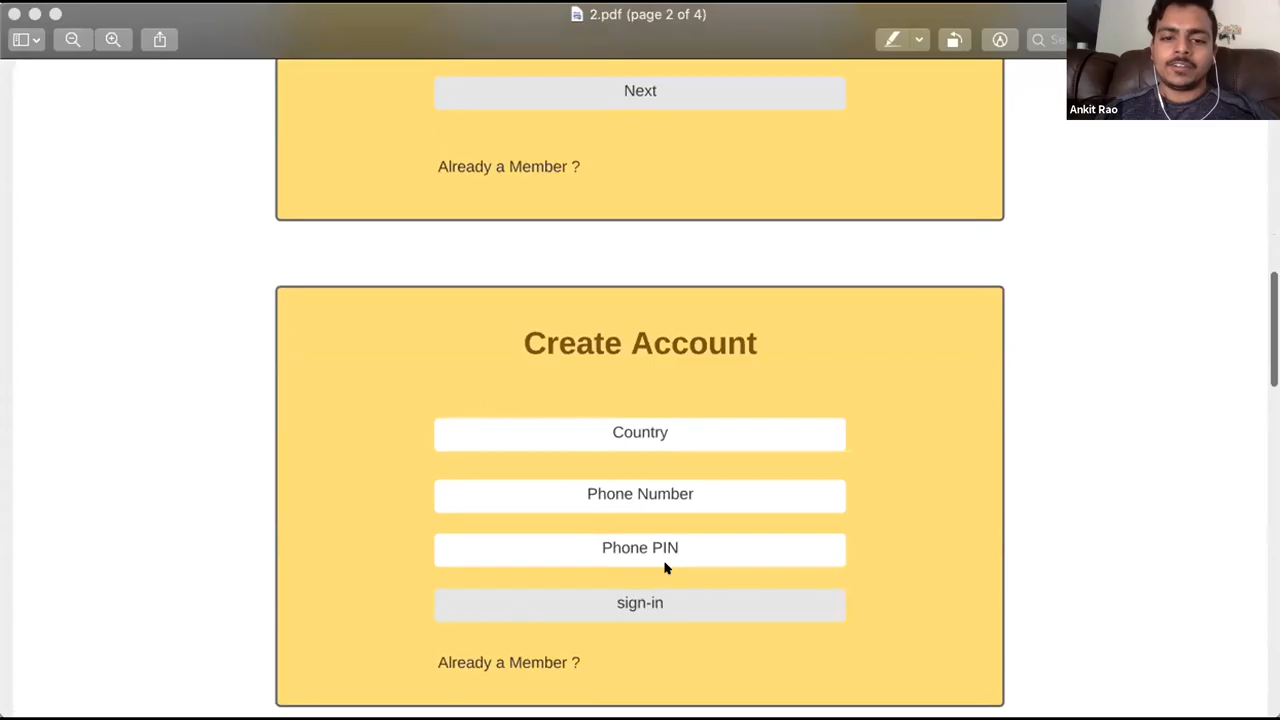 2.pdf (page 2 of 4)
Se
Ankit Rao
Next
Already a Member ?
Create Account
Country
Phone Number
Phone PIN
sign-in
Already a Member ?